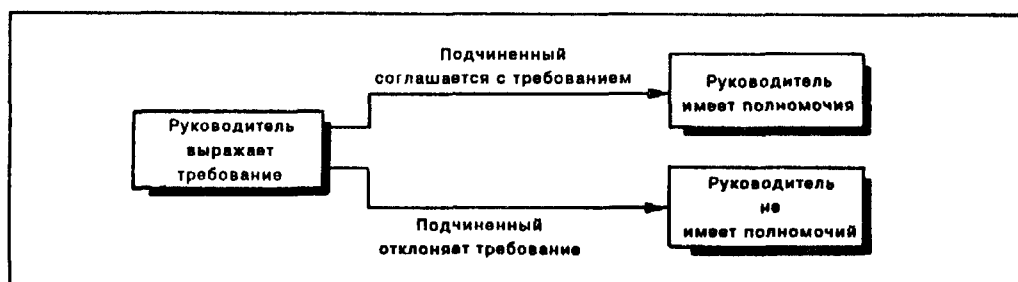 Подчиненный
соглашается с требованием
Руководитель
имеет полномочия
Руководитель
выражает
требование
Руководитель
не
имеет полномочий
Подчиненный
отклоняет требование